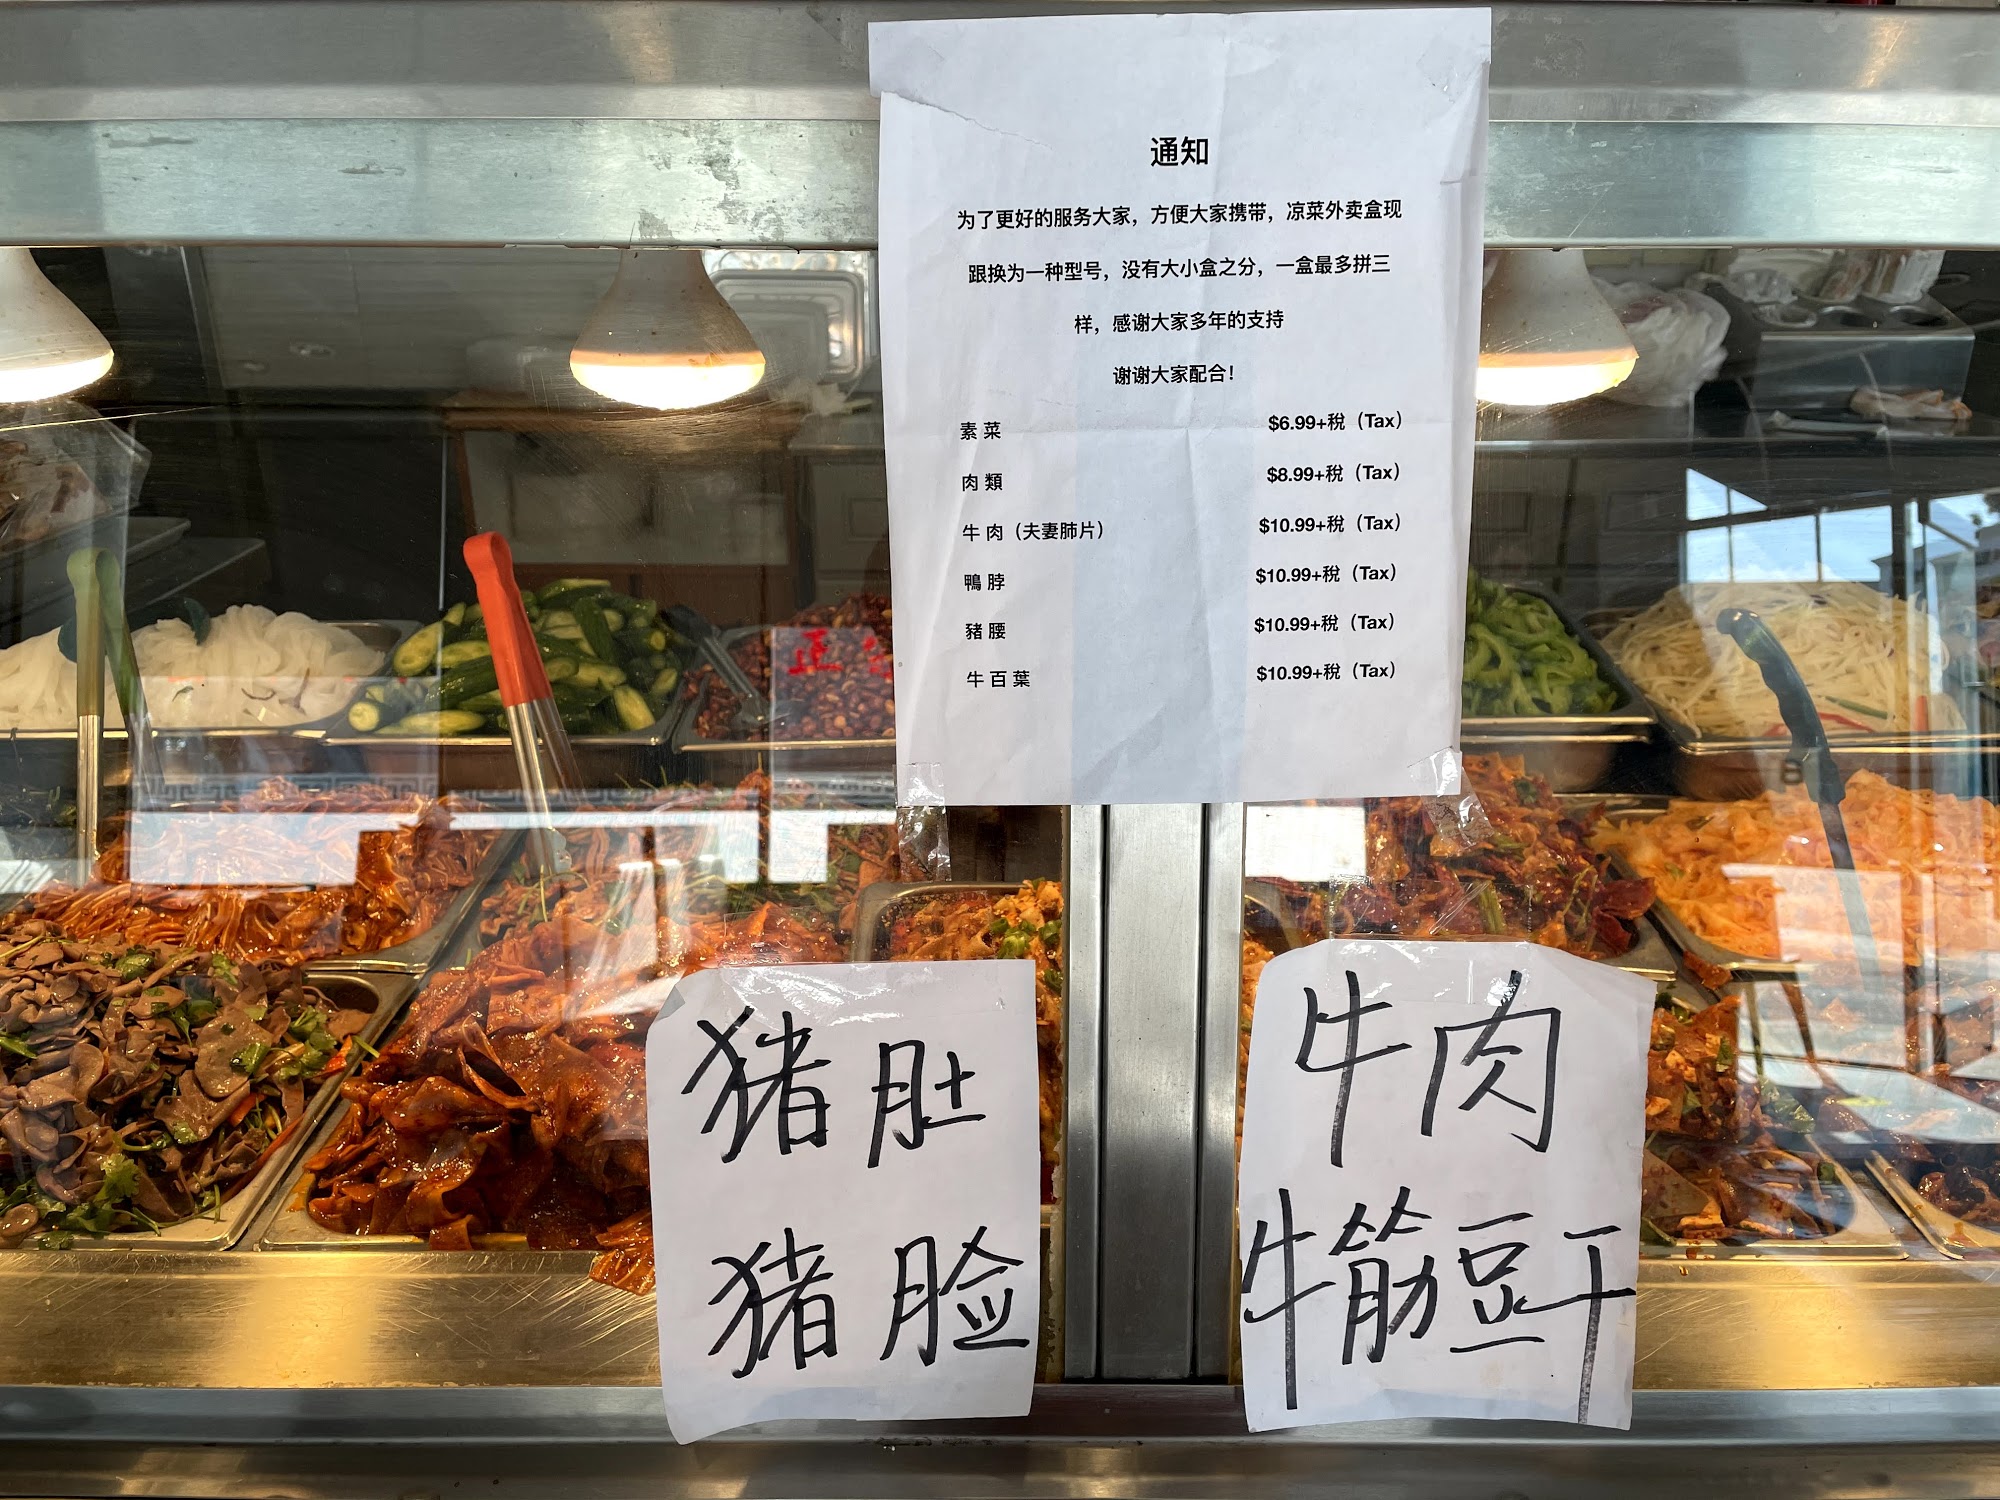 通知
为了更好的服务大家，方便大家携带，凉菜外卖盒现
跟换为一种型号，没有大小盒之分，一盒最多拼三
样，感谢大家多年的支持
谢谢大家配合！
素 菜 $6.99+税（Tax）
肉 類 $8.99+税（Tax）
牛 肉（夫妻肺片） $10.99+税（Tax）
鴨 脖 $10.99+税（Tax）
豬 腰 $10.99+税（Tax）
牛 百 葉 $10.99+税（Tax）
猪肚
猪脸
牛肉
牛筋豆干